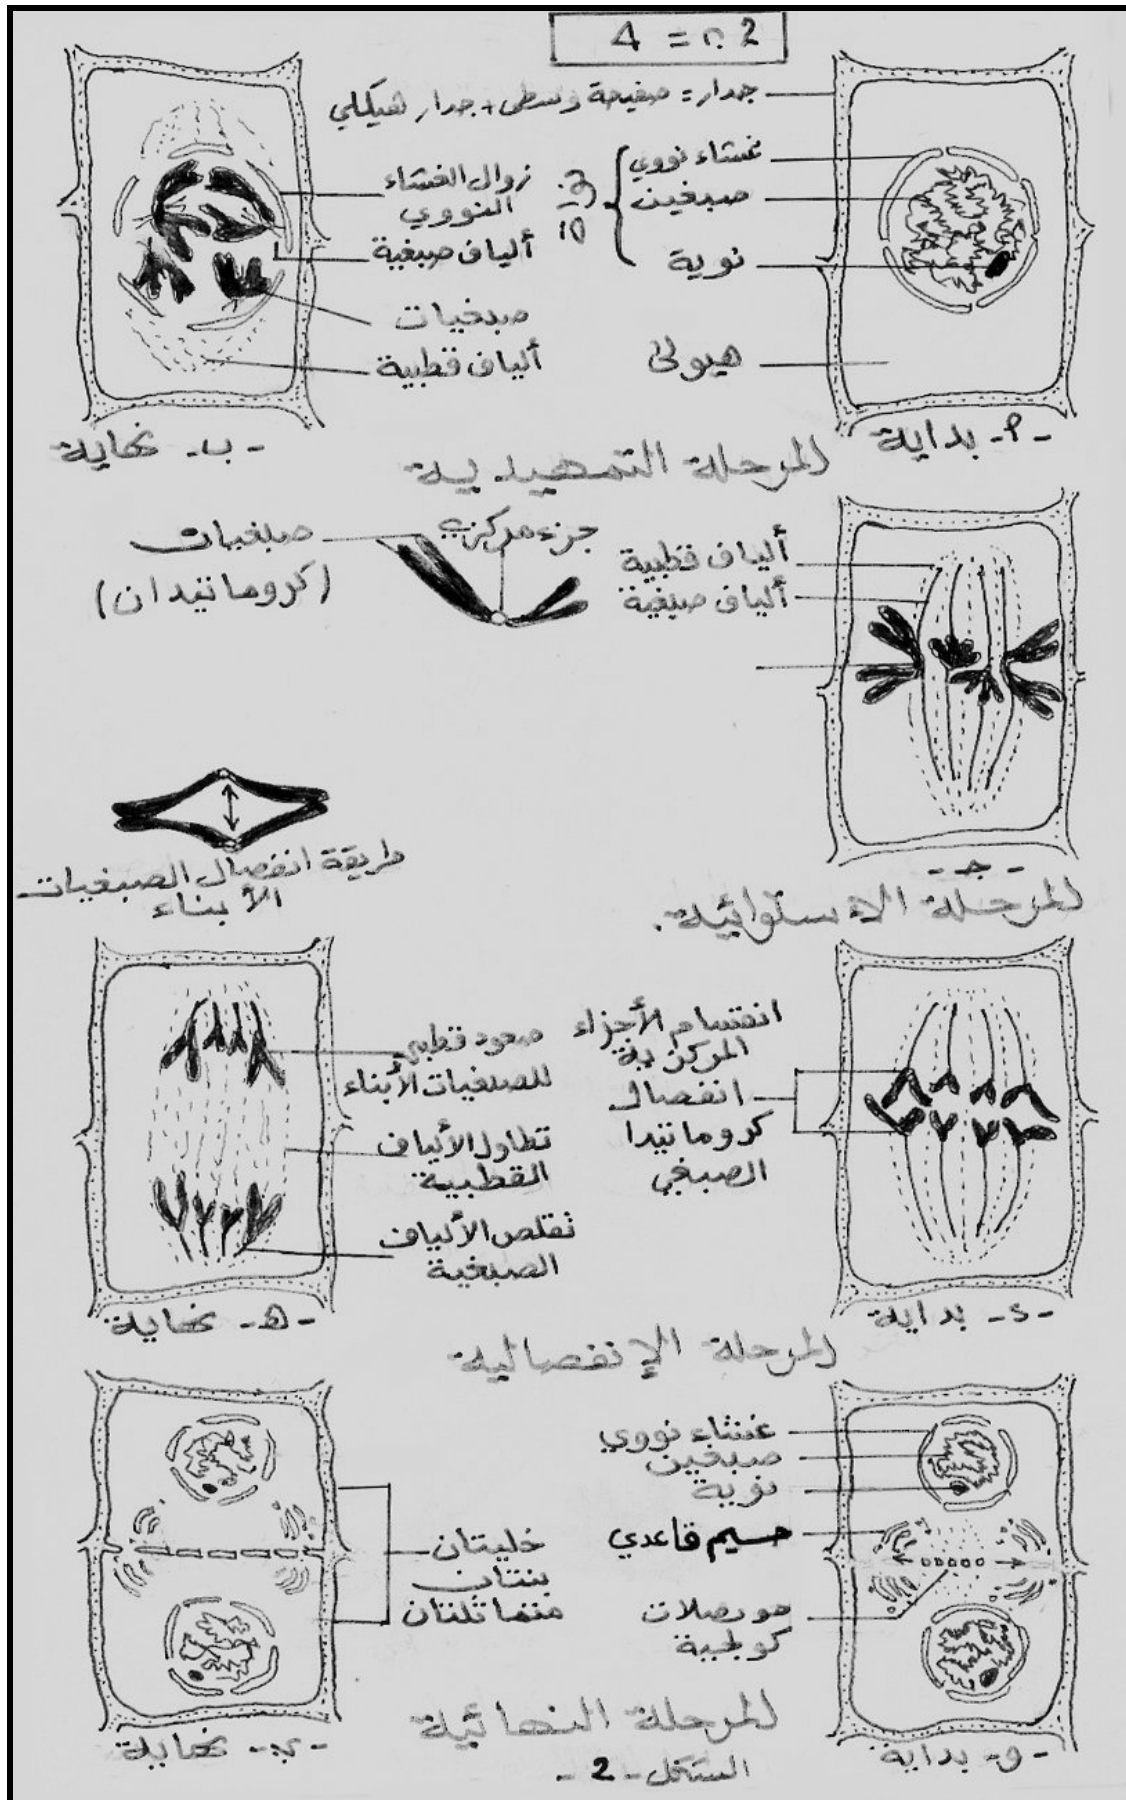 2 ن = 4
جدار = صفيحة وسطى + جدار هيكلي
غشاء نووي
صبغين
نوية
هيولى
زوال الغشاء
النووي
ألياف صبغية
صبغيات
ألياف قطبية
-أ- بداية
-ب- نهاية
المرحلة التمهيدية
ألياف قطبية
ألياف صبغية
جزء مركزي
صبغيات
(كروماتيدان)
-جـ-
المرحلة الاستوائية.
طريقة انفصال الصبغيات
الأبناء
انقسام الأجزاء
المركزية
انفصال
كروماتيدا
الصبغي
صعود قطبي
للصبغيات الأبناء
تطاول الألياف
القطبية
تقلص الألياف
الصبغية
-د- بداية
-هـ- نهاية
المرحلة الإنفصالية
غشاء نووي
صبغين
نوية
جسيم قاعدي
حويصلات
كولجية
خليتان
بنتان
متماثلتان
-و- بداية
-ي- نهاية
المرحلة النهائية
الشكل - 2 -